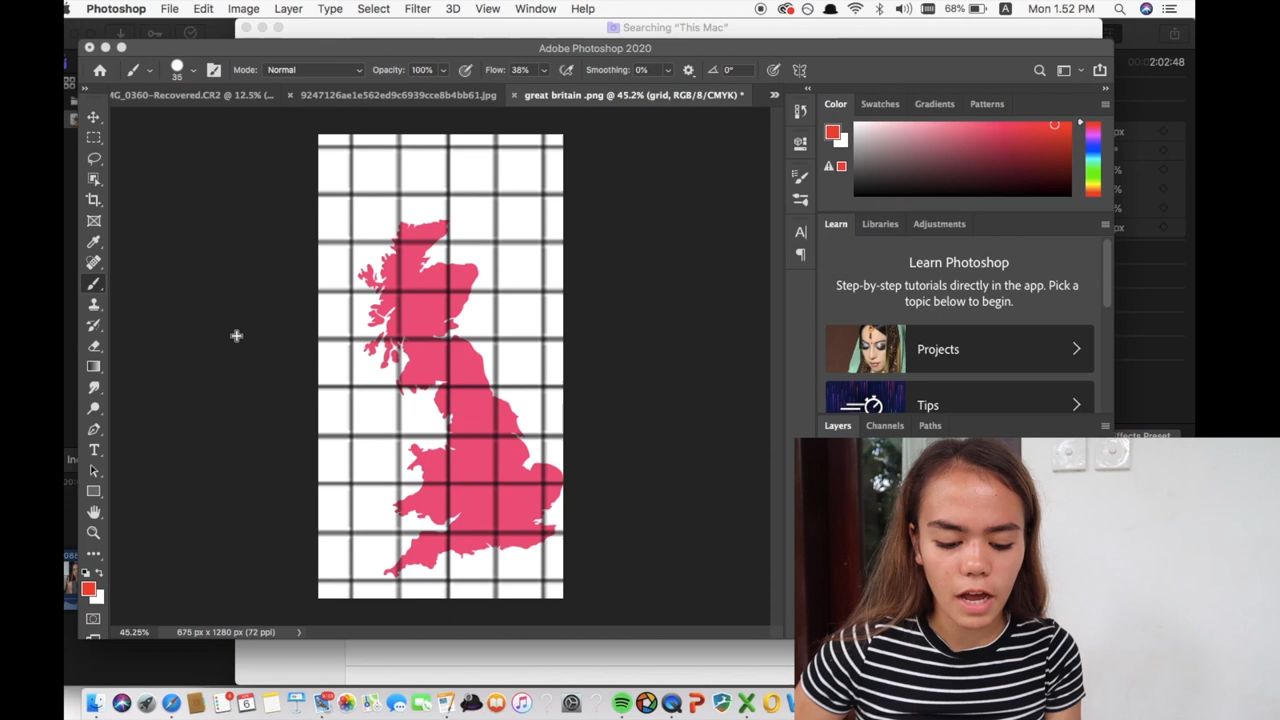 Photoshop File Edit Image Layer Type Select Filter 3D View Window Help 68% A Mon 1.52 PM
Searching "This Mac"
Adobe Photoshop 2020
2:02:48
35 Mode: Normal Opacity: 100% Flow: 38% Smoothing: 0% 0°
MG_0360-Recovered.CR2 @ 12.5% (... × 9247126ae1e562ed9c6939cce8b4bb61.jpg × great britain .png @ 45.2% (grid, RGB/8/CMYK) *
Color Swatches Gradients Patterns
Learn Libraries Adjustments
Learn Photoshop
Step-by-step tutorials directly in the app. Pick a
topic below to begin.
Projects
Tips
Layers Channels Paths
45.25% 675 px x 1280 px (72 ppi)